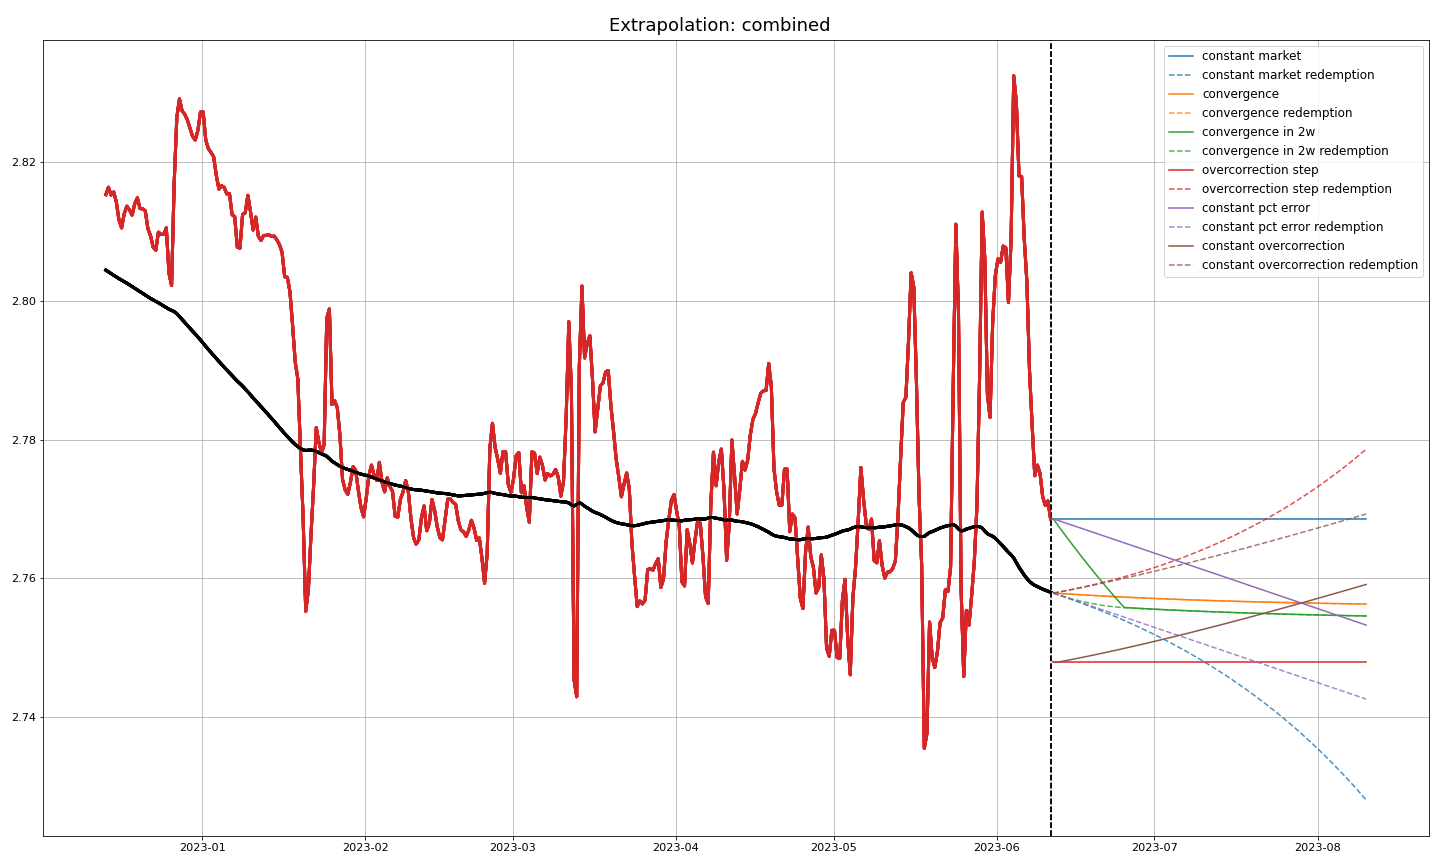 Extrapolation: combined
constant market
constant market redemption
convergence
convergence redemption
convergence in 2w
convergence in 2w redemption
overcorrection step
overcorrection step redemption
constant pct error
constant pct error redemption
constant overcorrection
constant overcorrection redemption
2.82
2.80
2.78
2.76
2.74
2023-01 2023-02 2023-03 2023-04 2023-05 2023-06 2023-07 2023-08